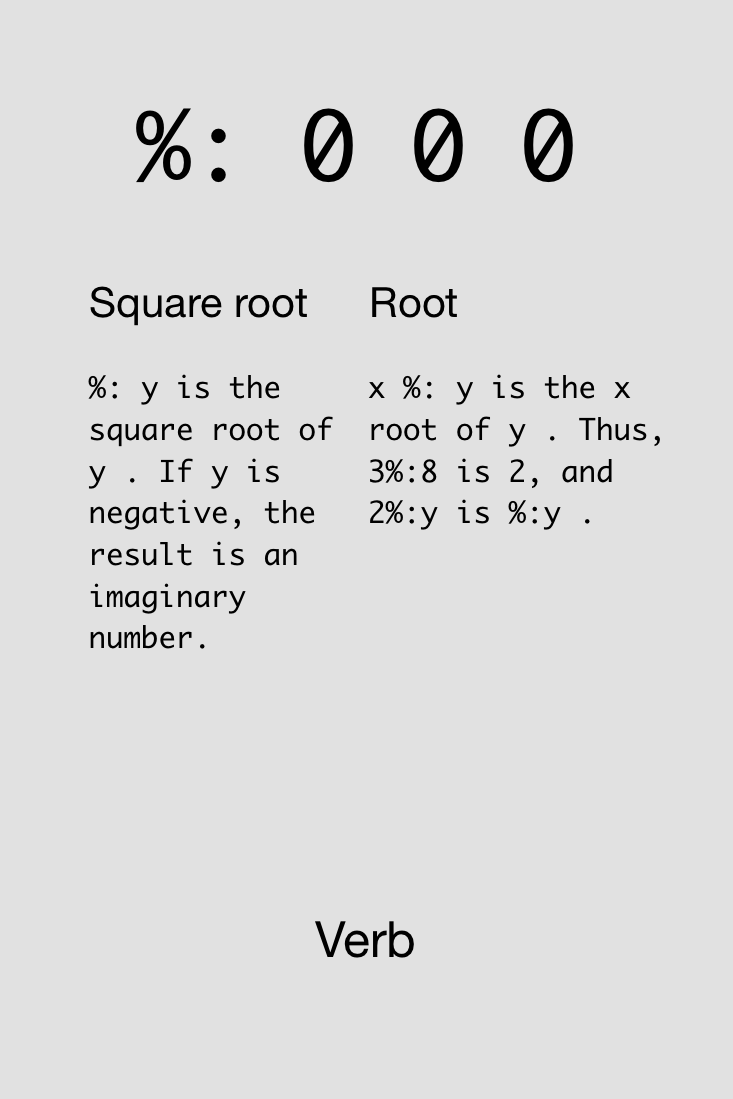 %: 0 0 0
Square root
%: y is the
square root of
y . If y is
negative, the
result is an
imaginary
number.
Root
x %: y is the x
root of y . Thus,
3%:8 is 2, and
2%:y is %:y .
Verb